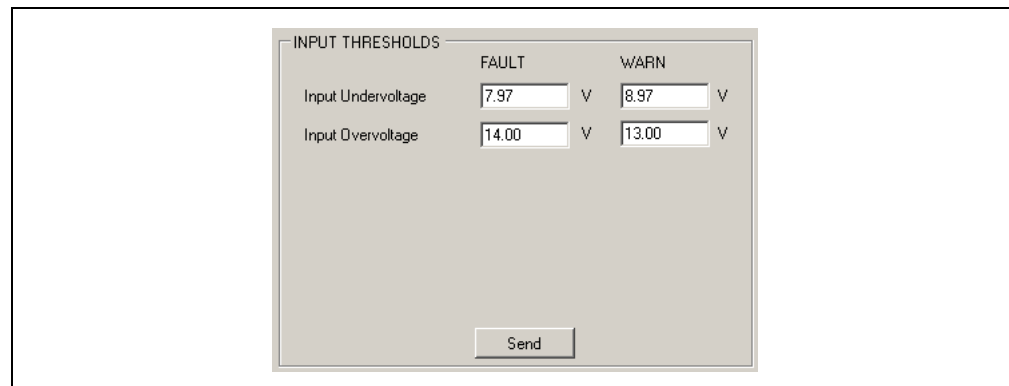 INPUT THRESHOLDS
FAULT WARN
Input Undervoltage 7.97 V 8.97 V
Input Overvoltage 14.00 V 13.00 V
Send